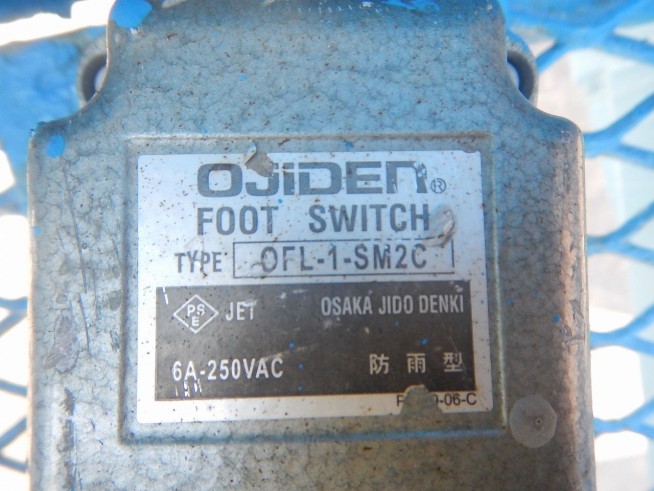 OJIDEN®
FOOT SWITCH
TYPE OFL-1-SM2C
PS E JET OSAKA JIDO DENKI
6A-250VAC 防雨型